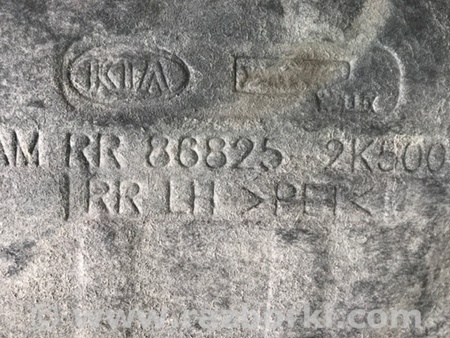 KIA
AM RR 86825 2K500
RR LH >PET<
© www.razborki.com